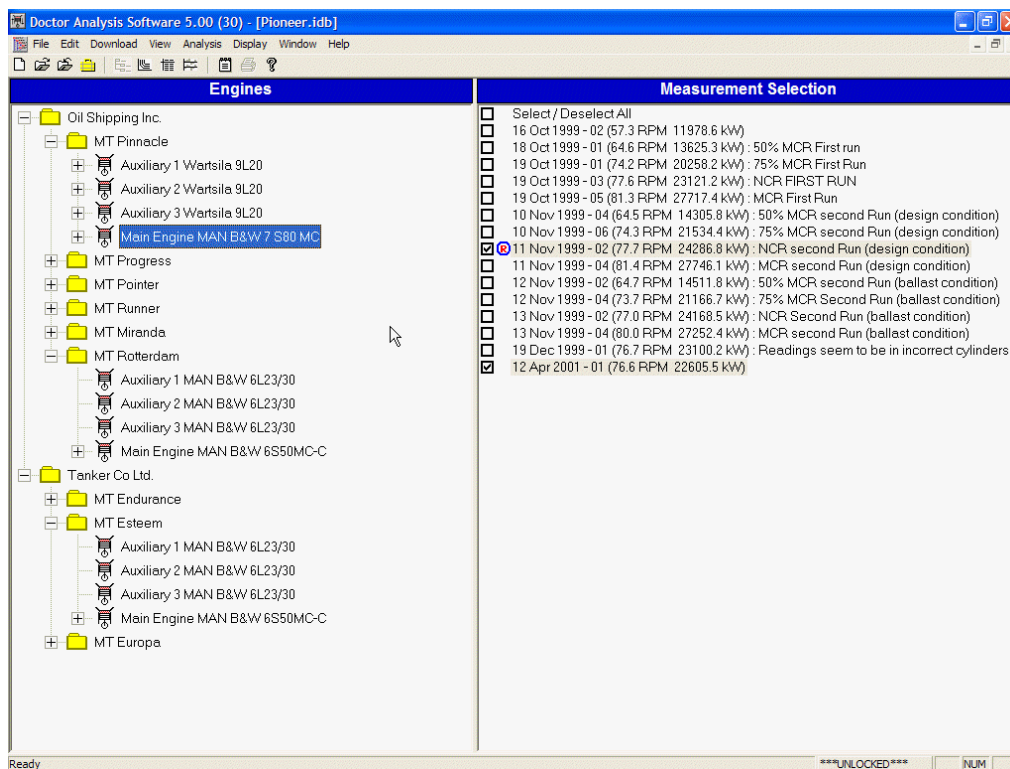 Doctor Analysis Software 5.00 (30) - [Pioneer.idb]
File Edit Download View Analysis Display Window Help
Engines
Oil Shipping Inc.
MT Pinnacle
Auxiliary 1 Wartsila 9L20
Auxiliary 2 Wartsila 9L20
Auxiliary 3 Wartsila 9L20
Main Engine MAN B&W 7 S80 MC
MT Progress
MT Pointer
MT Runner
MT Miranda
MT Rotterdam
Auxiliary 1 MAN B&W 6L23/30
Auxiliary 2 MAN B&W 6L23/30
Auxiliary 3 MAN B&W 6L23/30
Main Engine MAN B&W 6S50MC-C
Tanker Co Ltd.
MT Endurance
MT Esteem
Auxiliary 1 MAN B&W 6L23/30
Auxiliary 2 MAN B&W 6L23/30
Auxiliary 3 MAN B&W 6L23/30
Main Engine MAN B&W 6S50MC-C
MT Europa
Measurement Selection
Select / Deselect All
16 Oct 1999 - 02 (57.3 RPM 11978.6 kW)
18 Oct 1999 - 01 (64.6 RPM 13625.3 kW) : 50% MCR First run
19 Oct 1999 - 01 (74.2 RPM 20258.2 kW) : 75% MCR First Run
19 Oct 1999 - 03 (77.6 RPM 23121.2 kW) : NCR FIRST RUN
19 Oct 1999 - 05 (81.3 RPM 27717.4 kW) : MCR First Run
10 Nov 1999 - 04 (64.5 RPM 14305.8 kW) : 50% MCR second Run (design condition)
10 Nov 1999 - 06 (74.3 RPM 21534.4 kW) : 75% MCR second Run (design condition)
R 11 Nov 1999 - 02 (77.7 RPM 24286.8 kW) : NCR second Run (design condition)
11 Nov 1999 - 04 (81.4 RPM 27746.1 kW) : MCR second Run (design condition)
12 Nov 1999 - 02 (64.7 RPM 14511.8 kW) : 50% MCR second Run (ballast condition)
12 Nov 1999 - 04 (73.7 RPM 21166.7 kW) : 75% MCR Second Run (ballast condition)
13 Nov 1999 - 02 (77.0 RPM 24168.5 kW) : NCR Second Run (ballast condition)
13 Nov 1999 - 04 (80.0 RPM 27252.4 kW) : MCR second Run (ballast condition)
19 Dec 1999 - 01 (76.7 RPM 23100.2 kW) : Readings seem to be in incorrect cylinders
12 Apr 2001 - 01 (76.6 RPM 22605.5 kW)
Ready
***UNLOCKED***
NUM